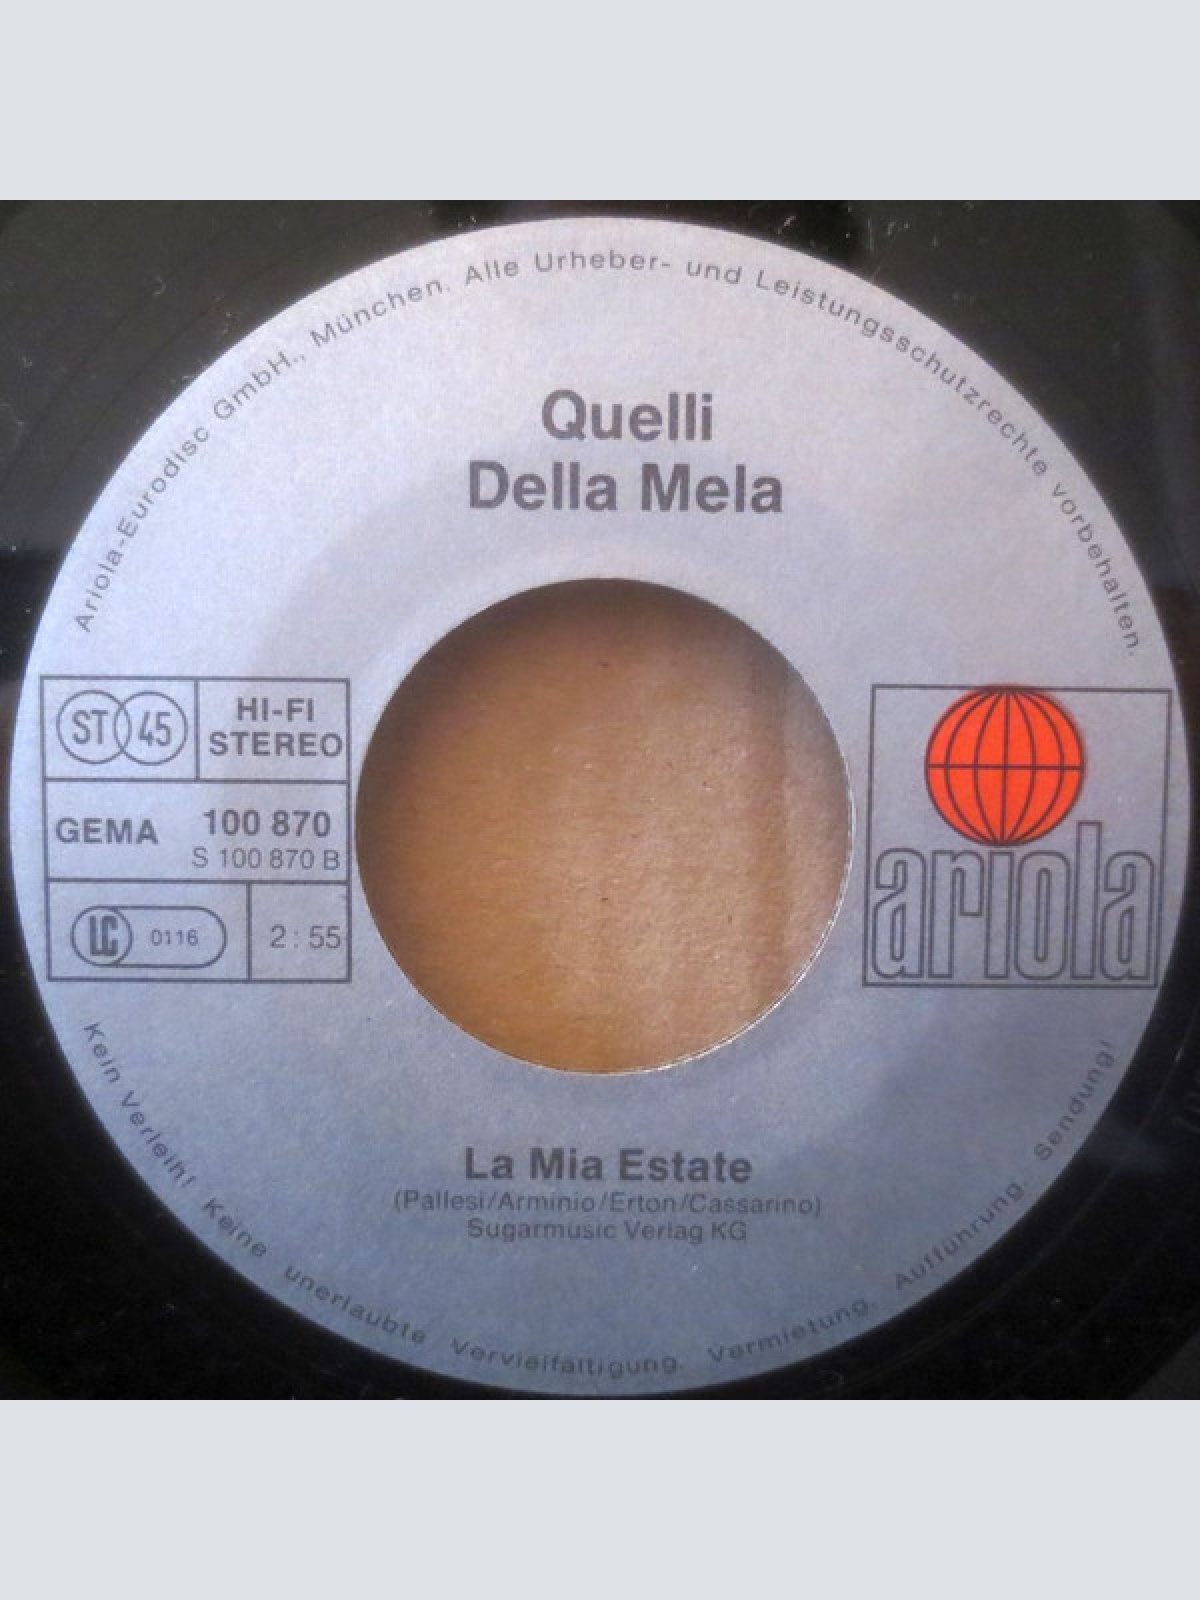 Ariola-Eurodisc GmbH., München. Alle Urheber- und Leistungsschutzrechte vorbehalten.
Quelli
Della Mela
ST 45
HI-FI
STEREO
GEMA
100 870
S 100 870 B
LC 0116
2:55
ariola
La Mia Estate
(Pallesi/Arminio/Erton/Cassarino)
Sugarmusic Verlag KG
Kein Verleih! Keine unerlaubte Vervielfältigung, Vermietung, Aufführung, Sendung!